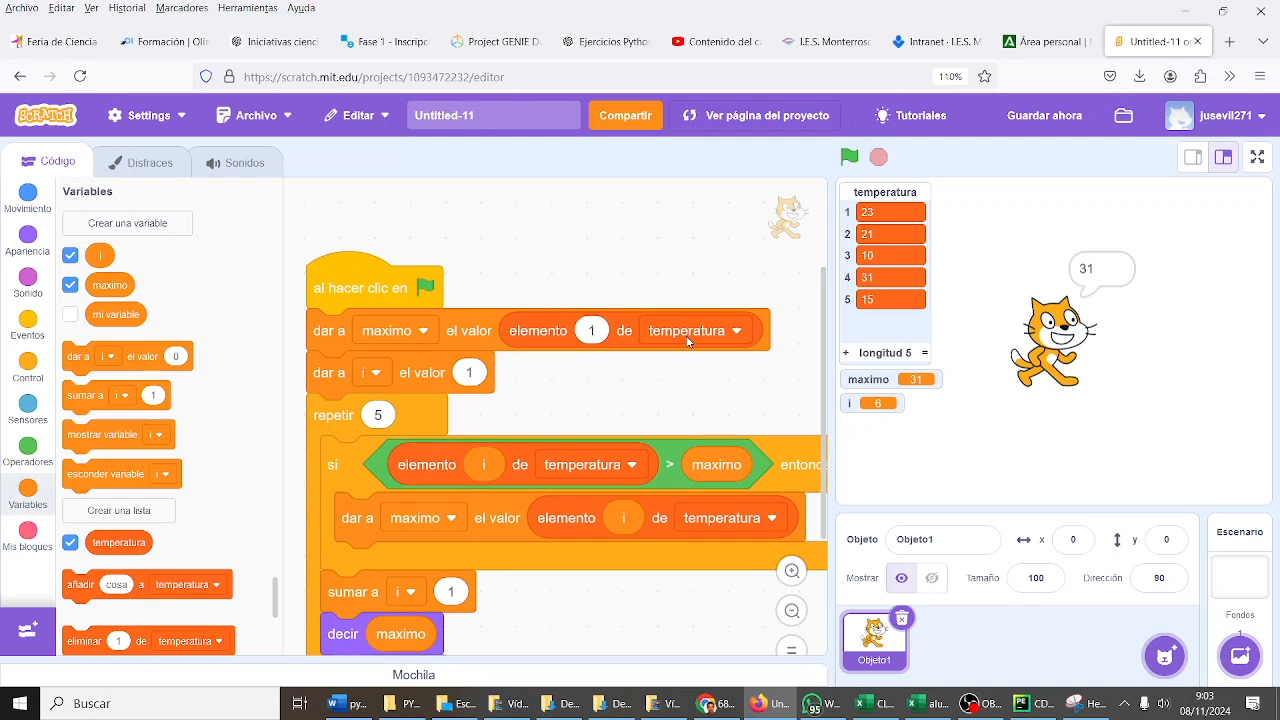 Archivo Editar Ver Historial Marcadores Herramientas Ayuda
Feria de Ciencia
Formación | Olin
Iniciativas cienc
Fase 1 - Inscripc
Project GENIE D
Ejercicios Pytho
Contenido del cu
I.E.S. Monterroso
Intranet - I.E.S. M
Área personal | M
Untitled-11 o
https://scratch.mit.edu/projects/1093472232/editor
110%
SCRATCH
Settings
Archivo
Editar
Untitled-11
Compartir
Ver página del proyecto
Tutoriales
Guardar ahora
jusevil271
Código
Disfraces
Sonidos
Movimiento
Apariencia
Sonido
Eventos
Control
Sensores
Operadores
Variables
Mis bloques
Variables
Crear una variable
i
maximo
mi variable
dar a i el valor 0
sumar a i 1
mostrar variable i
esconder variable i
Crear una lista
temperatura
añadir cosa a temperatura
eliminar 1 de temperatura
al hacer clic en
dar a maximo el valor elemento 1 de temperatura
dar a i el valor 1
repetir 5
si elemento i de temperatura > maximo entonc
dar a maximo el valor elemento i de temperatura
sumar a i 1
decir maximo
Mochila
temperatura
1 23
2 21
3 10
4 31
5 15
+ longitud 5 =
maximo 31
i 6
31
Objeto Objeto1 x 0 y 0
Mostrar Tamaño 100 Dirección 90
Objeto1
Escenario
Fondos
1
Buscar
95
08/11/2024